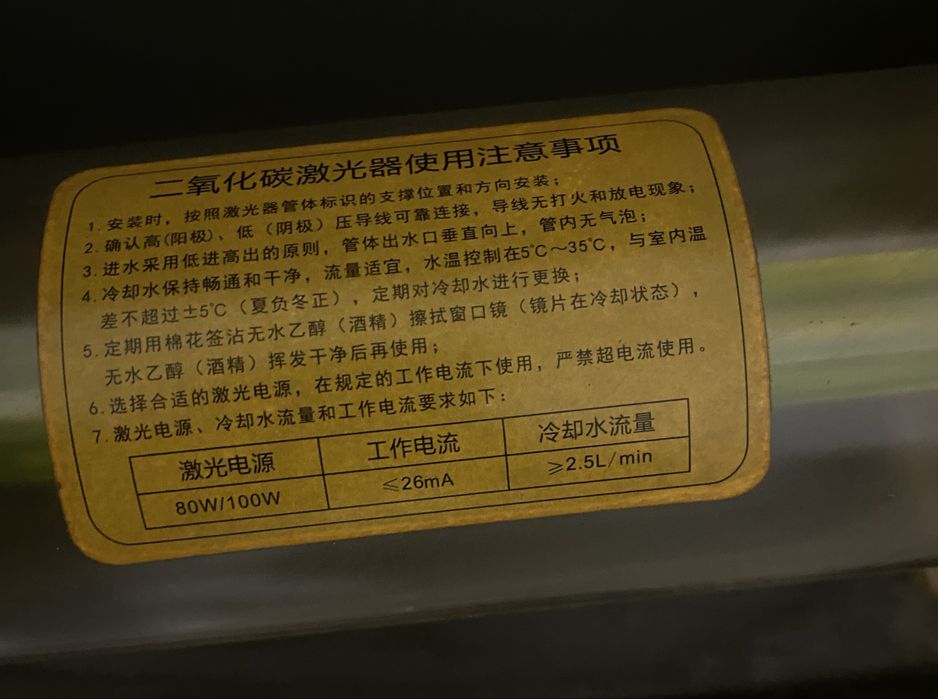 二氧化碳激光器使用注意事项
1. 安装时，按照激光器管体标识的支撑位置和方向安装；
2. 确认高(阳极)、低（阴极）压导线可靠连接，导线无打火和放电现象；
3. 进水采用低进高出的原则，管体出水口垂直向上，管内无气泡；
4. 冷却水保持畅通和干净，流量适宜，水温控制在5℃～35℃，与室内温
差不超过±5℃（夏负冬正），定期对冷却水进行更换；
5. 定期用棉花签沾无水乙醇（酒精）擦拭窗口镜（镜片在冷却状态），
无水乙醇（酒精）挥发干净后再使用；
6. 选择合适的激光电源，在规定的工作电流下使用，严禁超电流使用。
7. 激光电源、冷却水流量和工作电流要求如下：
激光电源 工作电流 冷却水流量
80W/100W ≤26mA ≥2.5L/min